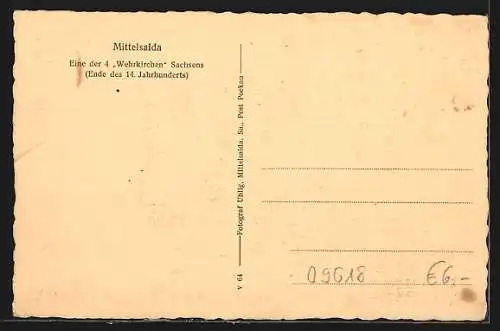 Mittelsaida
Eine der 4 „Wehrkirchen" Sachsens
(Ende des 14. Jahrhunderts)
V 64 Fotograf Uhlig, Mittelsaida, Sa., Post Pockau
09618 €6,-